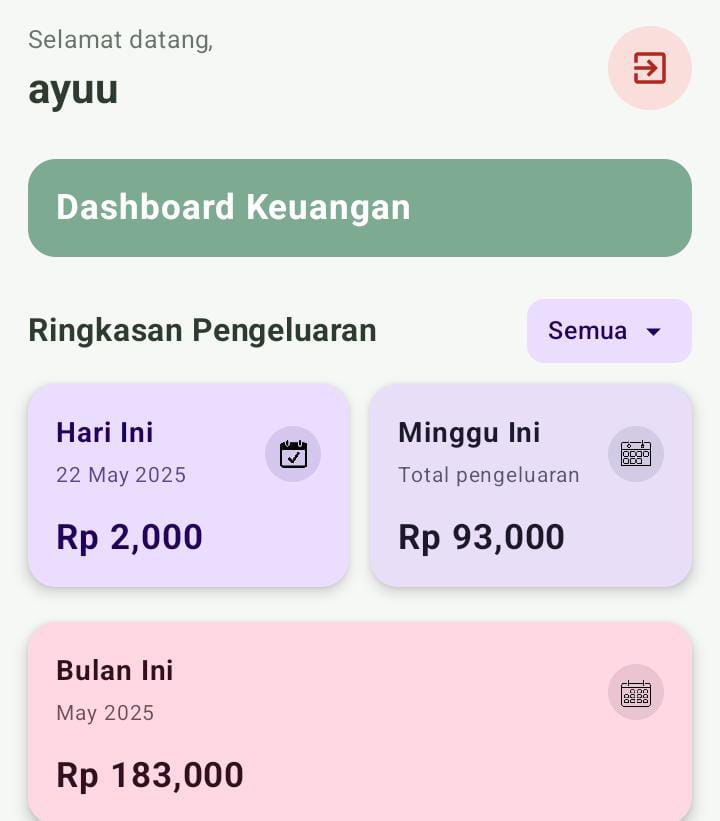 Selamat datang,
ayuu
Dashboard Keuangan
Ringkasan Pengeluaran
Semua
Hari Ini
22 May 2025
Rp 2,000
Minggu Ini
Total pengeluaran
Rp 93,000
Bulan Ini
May 2025
Rp 183,000